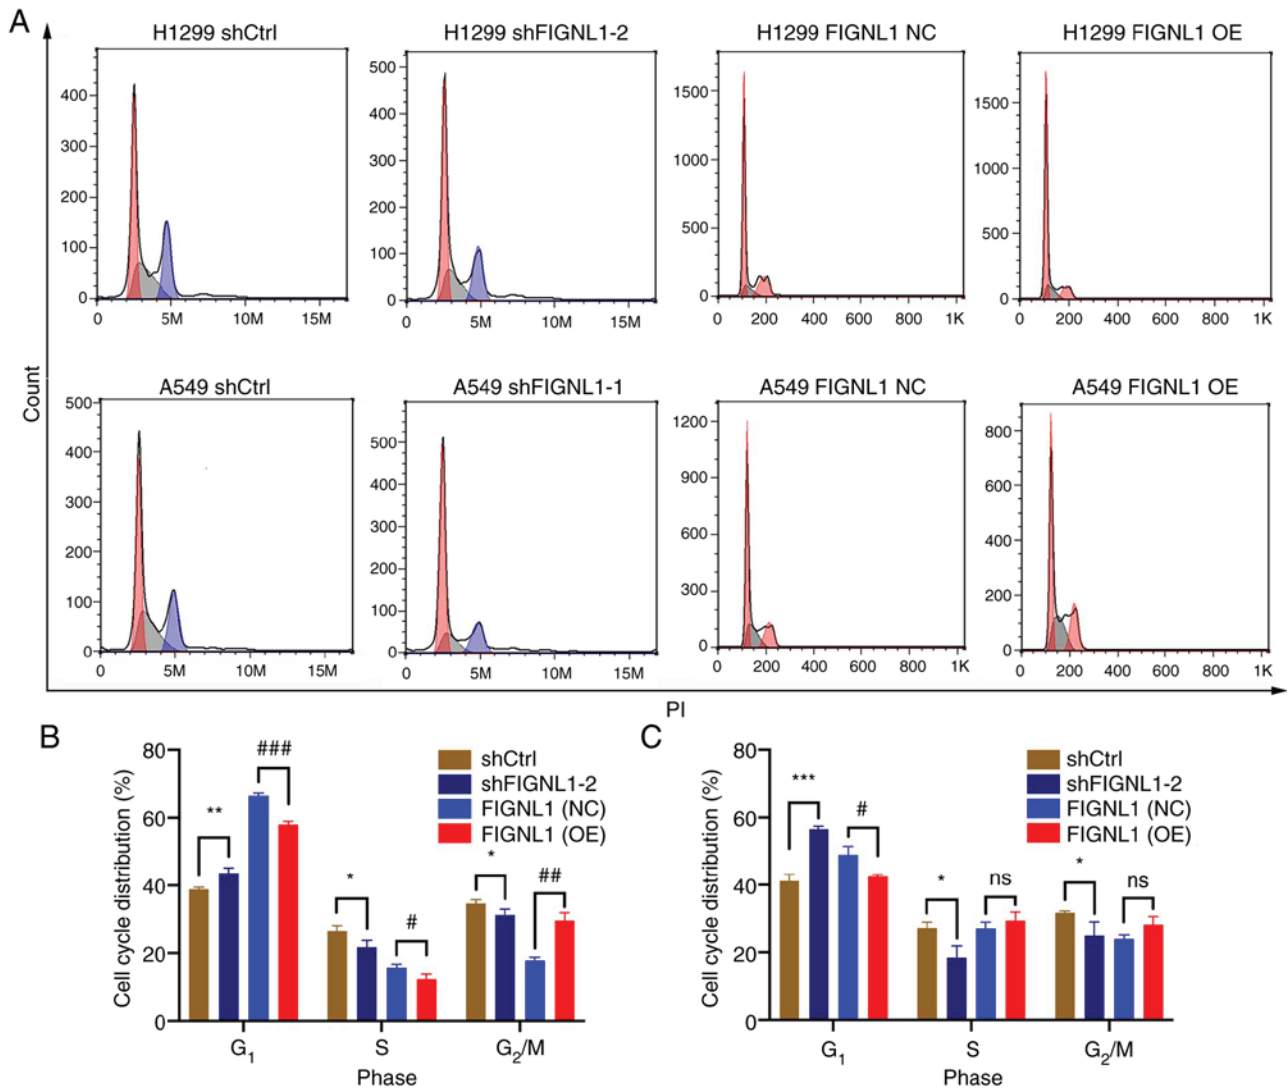 A
H1299 shCtrl
H1299 shFIGNL1-2
H1299 FIGNL1 NC
H1299 FIGNL1 OE
400
300
200
100
0
0 5M 10M 15M
500
400
300
200
100
0
0 5M 10M 15M
1500
1000
500
0
0 200 400 600 800 1K
1500
1000
500
0
0 200 400 600 800 1K
Count
A549 shCtrl
A549 shFIGNL1-1
A549 FIGNL1 NC
A549 FIGNL1 OE
500
400
300
200
100
0
0 5M 10M 15M
500
400
300
200
100
0
0 5M 10M 15M
1200
900
600
300
0
0 200 400 600 800 1K
800
600
400
200
0
0 200 400 600 800 1K
PI
B
Cell cycle distribution (%)
80
60
40
20
0
**
###
*
#
*
##
shCtrl
shFIGNL1-2
FIGNL1 (NC)
FIGNL1 (OE)
G1 S G2/M
Phase
C
Cell cycle distribution (%)
80
60
40
20
0
***
#
*
ns
*
ns
shCtrl
shFIGNL1-2
FIGNL1 (NC)
FIGNL1 (OE)
G1 S G2/M
Phase